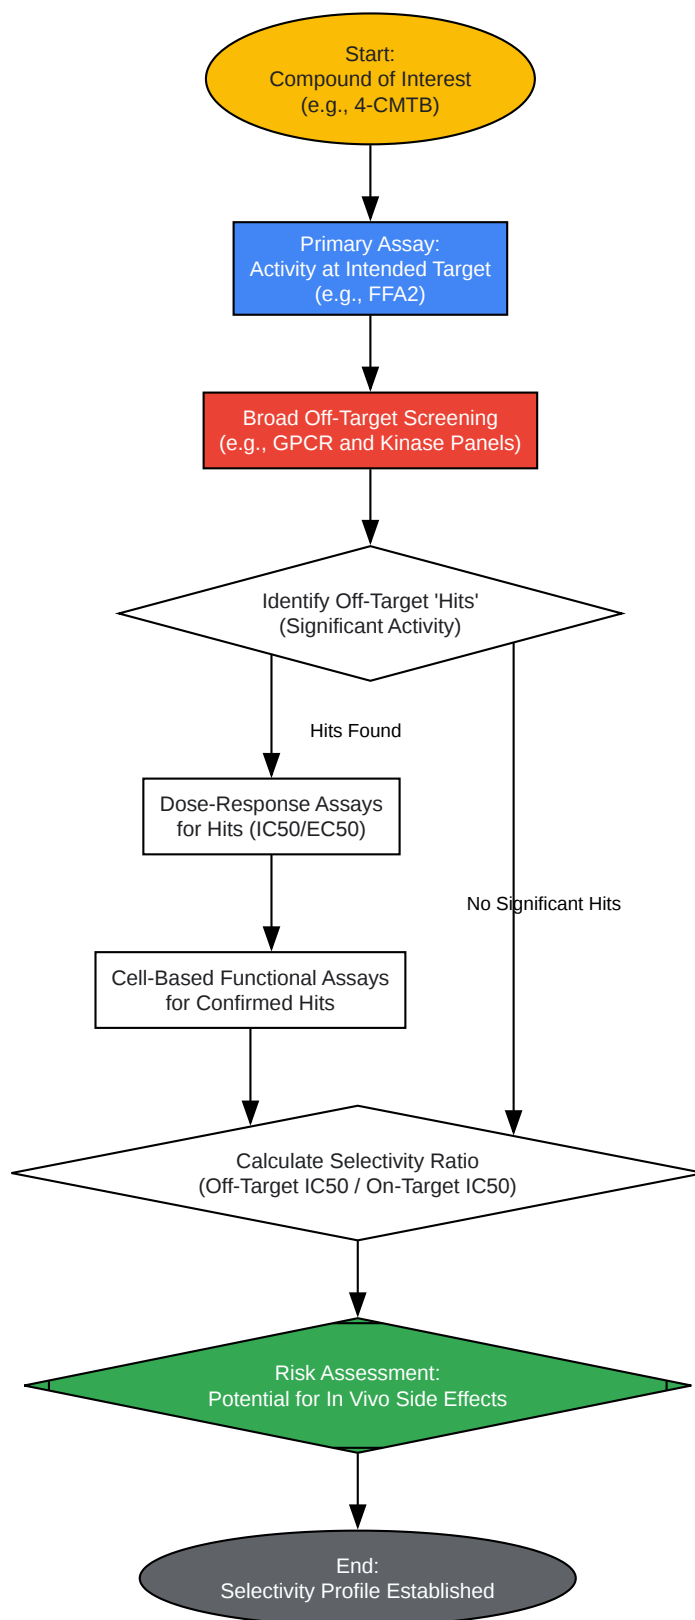 Start:
Compound of Interest
(e.g., 4-CMTB)
Primary Assay:
Activity at Intended Target
(e.g., FFA2)
Broad Off-Target Screening
(e.g., GPCR and Kinase Panels)
Identify Off-Target 'Hits'
(Significant Activity)
Hits Found
Dose-Response Assays
for Hits (IC50/EC50)
No Significant Hits
Cell-Based Functional Assays
for Confirmed Hits
Calculate Selectivity Ratio
(Off-Target IC50 / On-Target IC50)
Risk Assessment:
Potential for In Vivo Side Effects
End:
Selectivity Profile Established